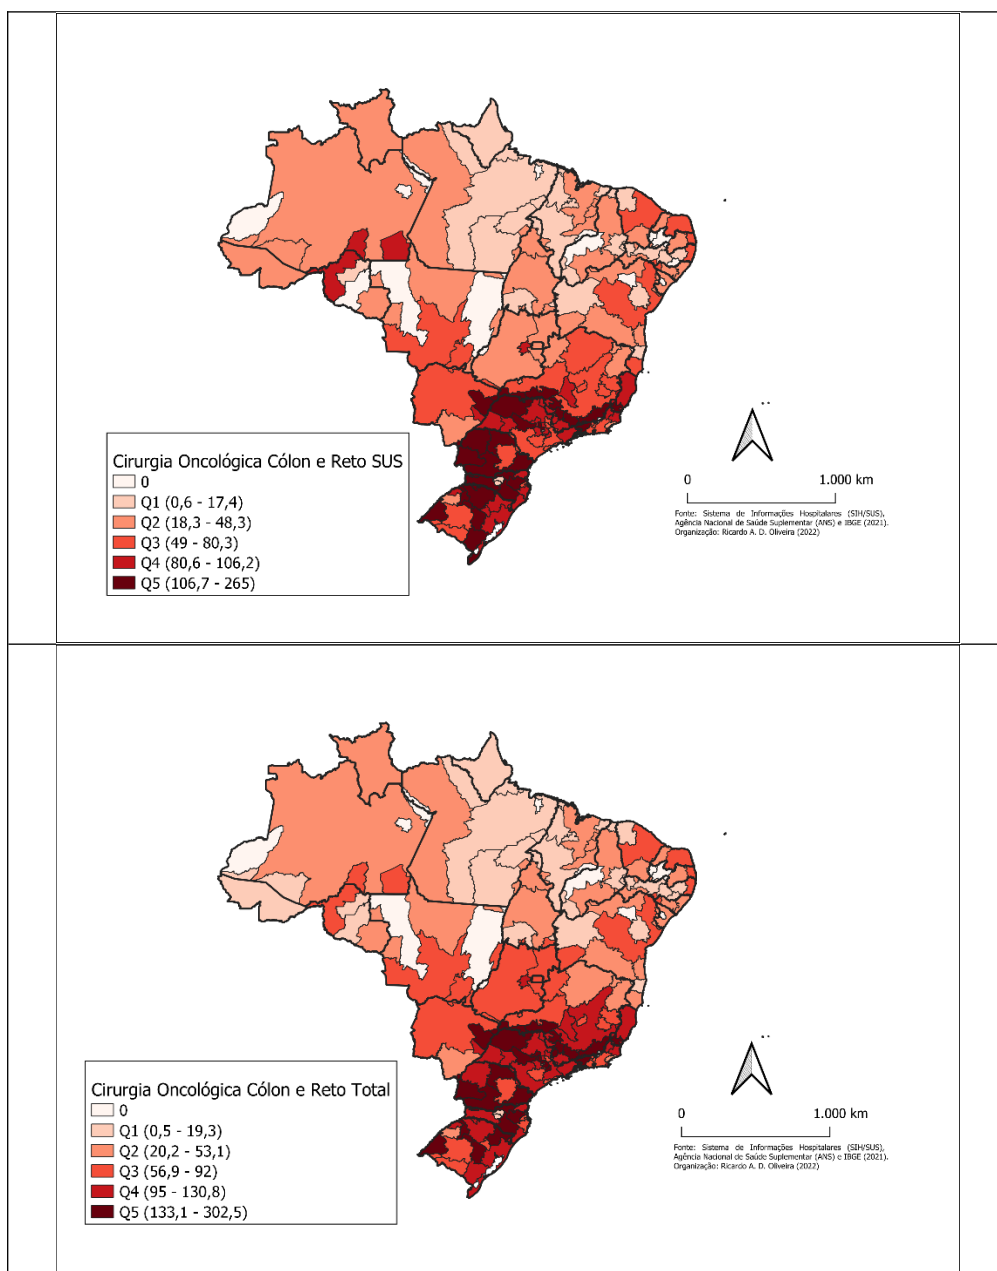 Cirurgia Oncológica Cólon e Reto SUS
0
Q1 (0,6 - 17,4)
Q2 (18,3 - 48,3)
Q3 (49 - 80,3)
Q4 (80,6 - 106,2)
Q5 (106,7 - 265)
0 1.000 km
Fonte: Sistema de Informações Hospitalares (SIH/SUS),
Agência Nacional de Saúde Suplementar (ANS) e IBGE (2021).
Organização: Ricardo A. D. Oliveira (2022)
Cirurgia Oncológica Cólon e Reto Total
0
Q1 (0,5 - 19,3)
Q2 (20,2 - 53,1)
Q3 (56,9 - 92)
Q4 (95 - 130,8)
Q5 (133,1 - 302,5)
0 1.000 km
Fonte: Sistema de Informações Hospitalares (SIH/SUS),
Agência Nacional de Saúde Suplementar (ANS) e IBGE (2021).
Organização: Ricardo A. D. Oliveira (2022)